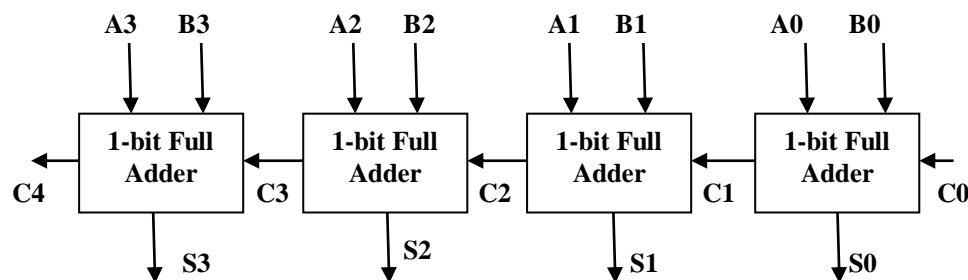 A3 B3 A2 B2 A1 B1 A0 B0
1-bit Full 1-bit Full 1-bit Full 1-bit Full
Adder Adder Adder Adder
C4 C3 C2 C1 C0
S3 S2 S1 S0